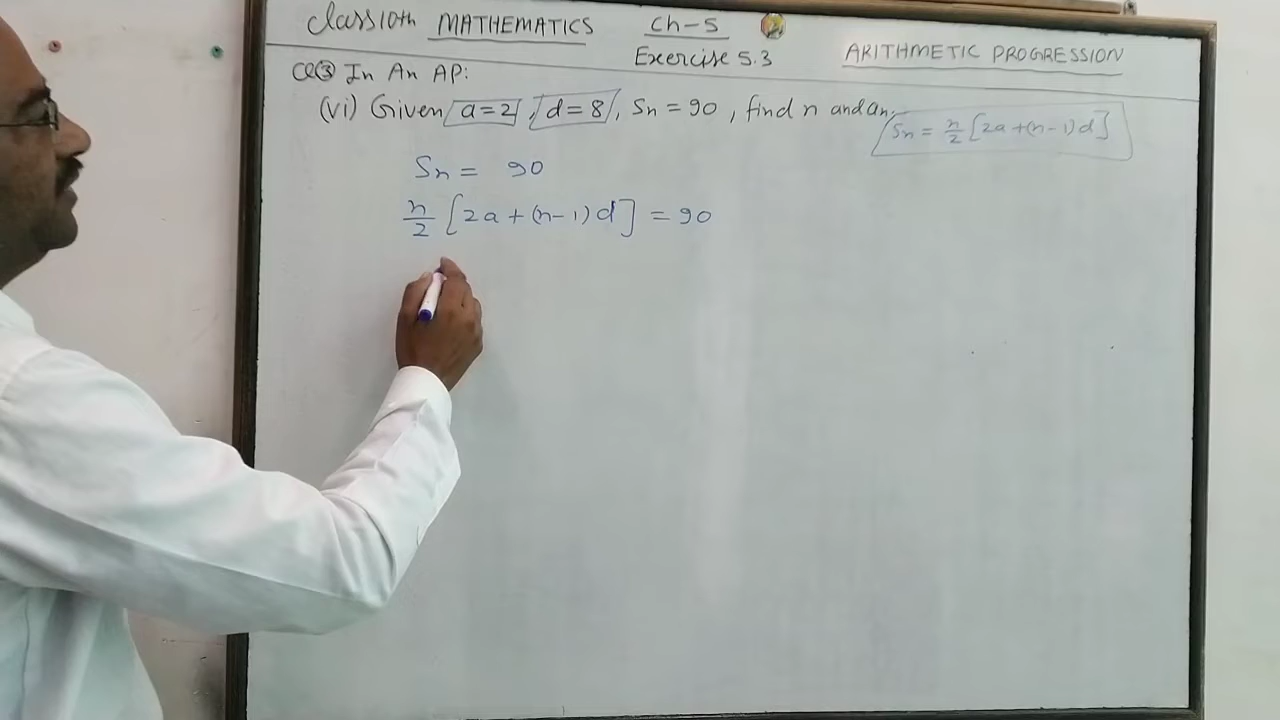 Class 10th MATHEMATICS Ch-5
Exercise 5.3 ARITHMETIC PROGRESSION
Q③ In An AP:
(vi) Given a=2, d=8, Sn = 90, find n and an.
Sn = n/2 [2a+(n-1)d]
Sn = 90
n/2 [2a+(n-1)d] = 90